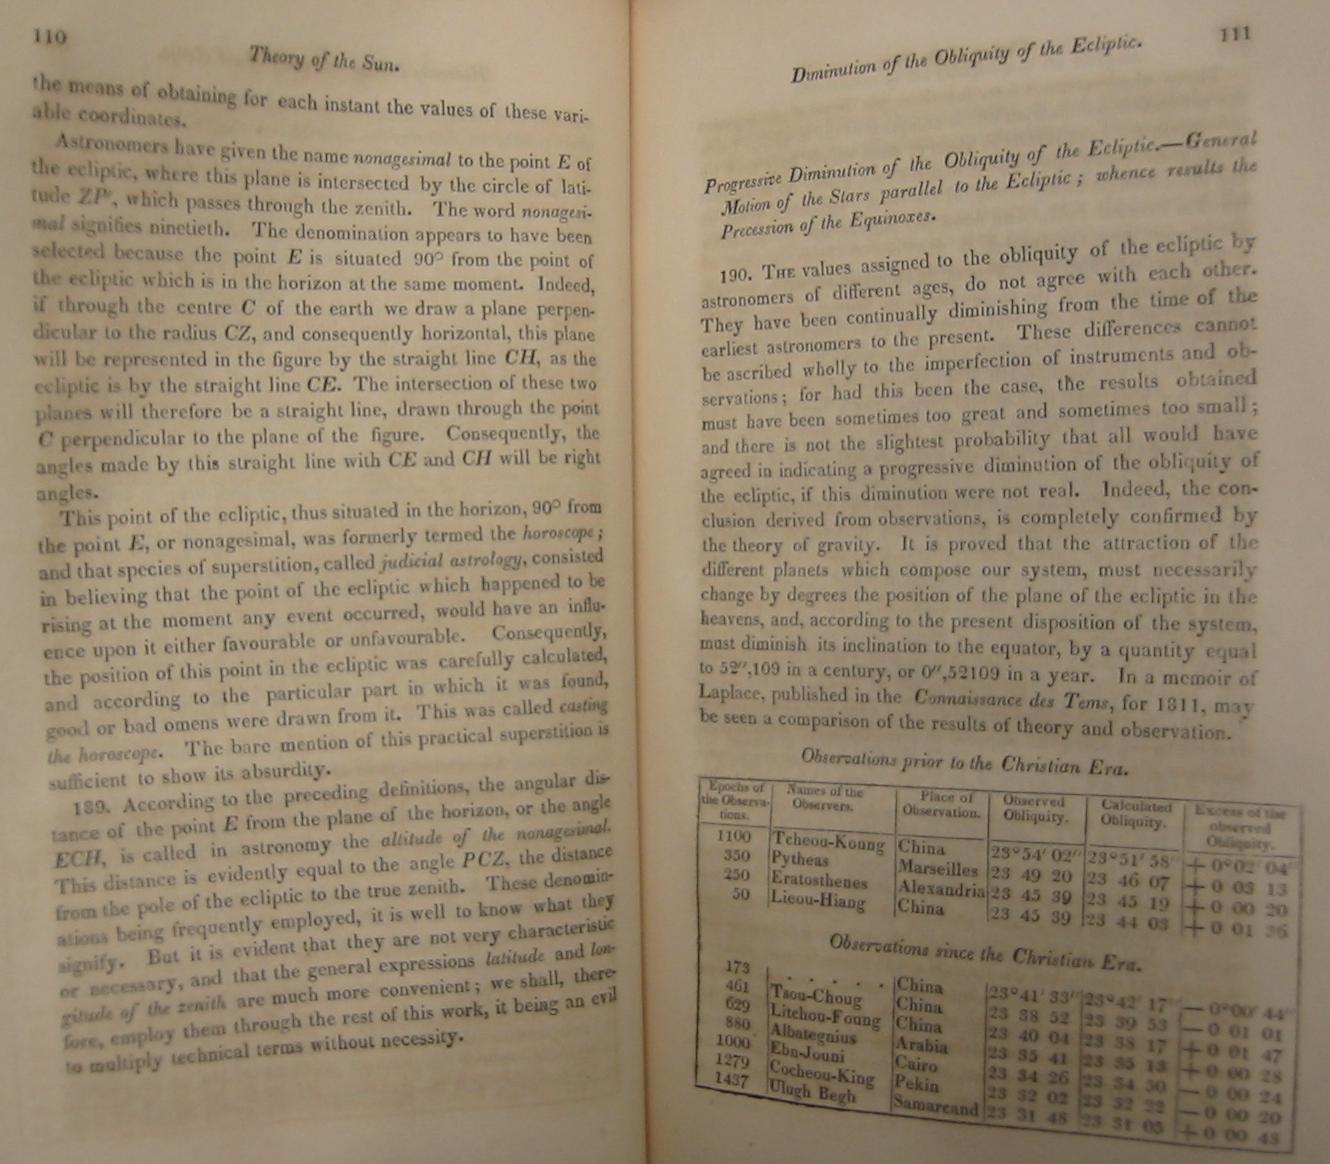 110
Theory of the Sun.
the means of obtaining for each instant the values of these vari-
able coordinates.
Astronomers have given the name nonagesimal to the point E of
the ecliptic, where this plane is intersected by the circle of lati-
tude ZP', which passes through the zenith. The word nonagesi-
mal signifies ninetieth. The denomination appears to have been
selected because the point E is situated 90° from the point of
the ecliptic which is in the horizon at the same moment. Indeed,
if through the centre C of the earth we draw a plane perpen-
dicular to the radius CZ, and consequently horizontal, this plane
will be represented in the figure by the straight line CH, as the
ecliptic is by the straight line CE. The intersection of these two
planes will therefore be a straight line, drawn through the point
C perpendicular to the plane of the figure. Consequently, the
angles made by this straight line with CE and CH will be right
angles.
This point of the ecliptic, thus situated in the horizon, 90° from
the point E, or nonagesimal, was formerly termed the horoscope;
and that species of superstition, called judicial astrology, consisted
in believing that the point of the ecliptic which happened to be
rising at the moment any event occurred, would have an influ-
ence upon it either favourable or unfavourable. Consequently,
the position of this point in the ecliptic was carefully calculated,
and according to the particular part in which it was found,
good or bad omens were drawn from it. This was called casting
the horoscope. The bare mention of this practical superstition is
sufficient to show its absurdity.
189. According to the preceding definitions, the angular dis-
tance of the point E from the plane of the horizon, or the angle
ECH, is called in astronomy the altitude of the nonagesimal.
This distance is evidently equal to the angle PCZ, the distance
from the pole of the ecliptic to the true zenith. These denomin-
ations being frequently employed, it is well to know what they
signify. But it is evident that they are not very characteristic
or necessary, and that the general expressions latitude and lon-
gitude of the zenith are much more convenient; we shall, there-
fore, employ them through the rest of this work, it being an evil
to multiply technical terms without necessity.
111
Diminution of the Obliquity of the Ecliptic.
Progressive Diminution of the Obliquity of the Ecliptic.—General
Motion of the Stars parallel to the Ecliptic; whence results the
Precession of the Equinoxes.
190. THE values assigned to the obliquity of the ecliptic by
astronomers of different ages, do not agree with each other.
They have been continually diminishing from the time of the
earliest astronomers to the present. These differences cannot
be ascribed wholly to the imperfection of instruments and ob-
servations; for had this been the case, the results obtained
must have been sometimes too great and sometimes too small;
and there is not the slightest probability that all would have
agreed in indicating a progressive diminution of the obliquity of
the ecliptic, if this diminution were not real. Indeed, the con-
clusion derived from observations, is completely confirmed by
the theory of gravity. It is proved that the attraction of the
different planets which compose our system, must necessarily
change by degrees the position of the plane of the ecliptic in the
heavens, and, according to the present disposition of the system,
must diminish its inclination to the equator, by a quantity equal
to 52",109 in a century, or 0",52109 in a year. In a memoir of
Laplace, published in the Connaissance des Tems, for 1811, may
be seen a comparison of the results of theory and observation.
Observations prior to the Christian Era.
Epochs of the Observa-tions. Names of the Observers. Place of Observation. Observed Obliquity. Calculated Obliquity. Excess of the observed Obliquity.
1100 Tcheou-Koung China 23°54' 02" 23°51' 58" + 0°02' 04"
350 Pytheas Marseilles 23 49 20 23 46 07 + 0 03 13
250 Eratosthenes Alexandria 23 45 39 23 45 19 + 0 00 20
50 Lieou-Hiang China 23 45 39 23 44 03 + 0 01 36
Observations since the Christian Era.
173 . . . . . China 23°41' 33" 23°42' 17" — 0°00' 44"
461 Tsou-Choug China 23 38 52 23 39 53 — 0 01 01
629 Litchou-Foung China 23 40 04 23 38 17 + 0 01 47
880 Albategnius Arabia 23 35 41 23 35 13 + 0 00 28
1000 Ebn-Jouni Cairo 23 34 26 23 34 50 — 0 00 24
1279 Cocheou-King Pekin 23 32 02 23 32 22 — 0 00 20
1437 Ulugh Begh Samarcand 23 31 48 23 31 05 + 0 00 43